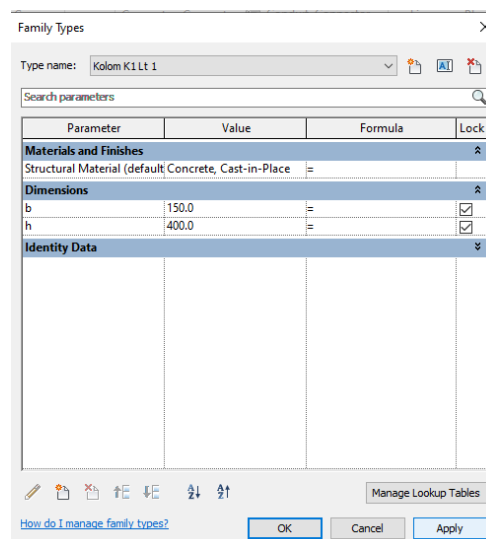 Family Types
Type name: Kolom K1 Lt 1
Search parameters
Parameter Value Formula Lock
Materials and Finishes
Structural Material (default Concrete, Cast-in-Place =
Dimensions
b 150.0 =
h 400.0 =
Identity Data
Manage Lookup Tables
How do I manage family types?
OK Cancel Apply